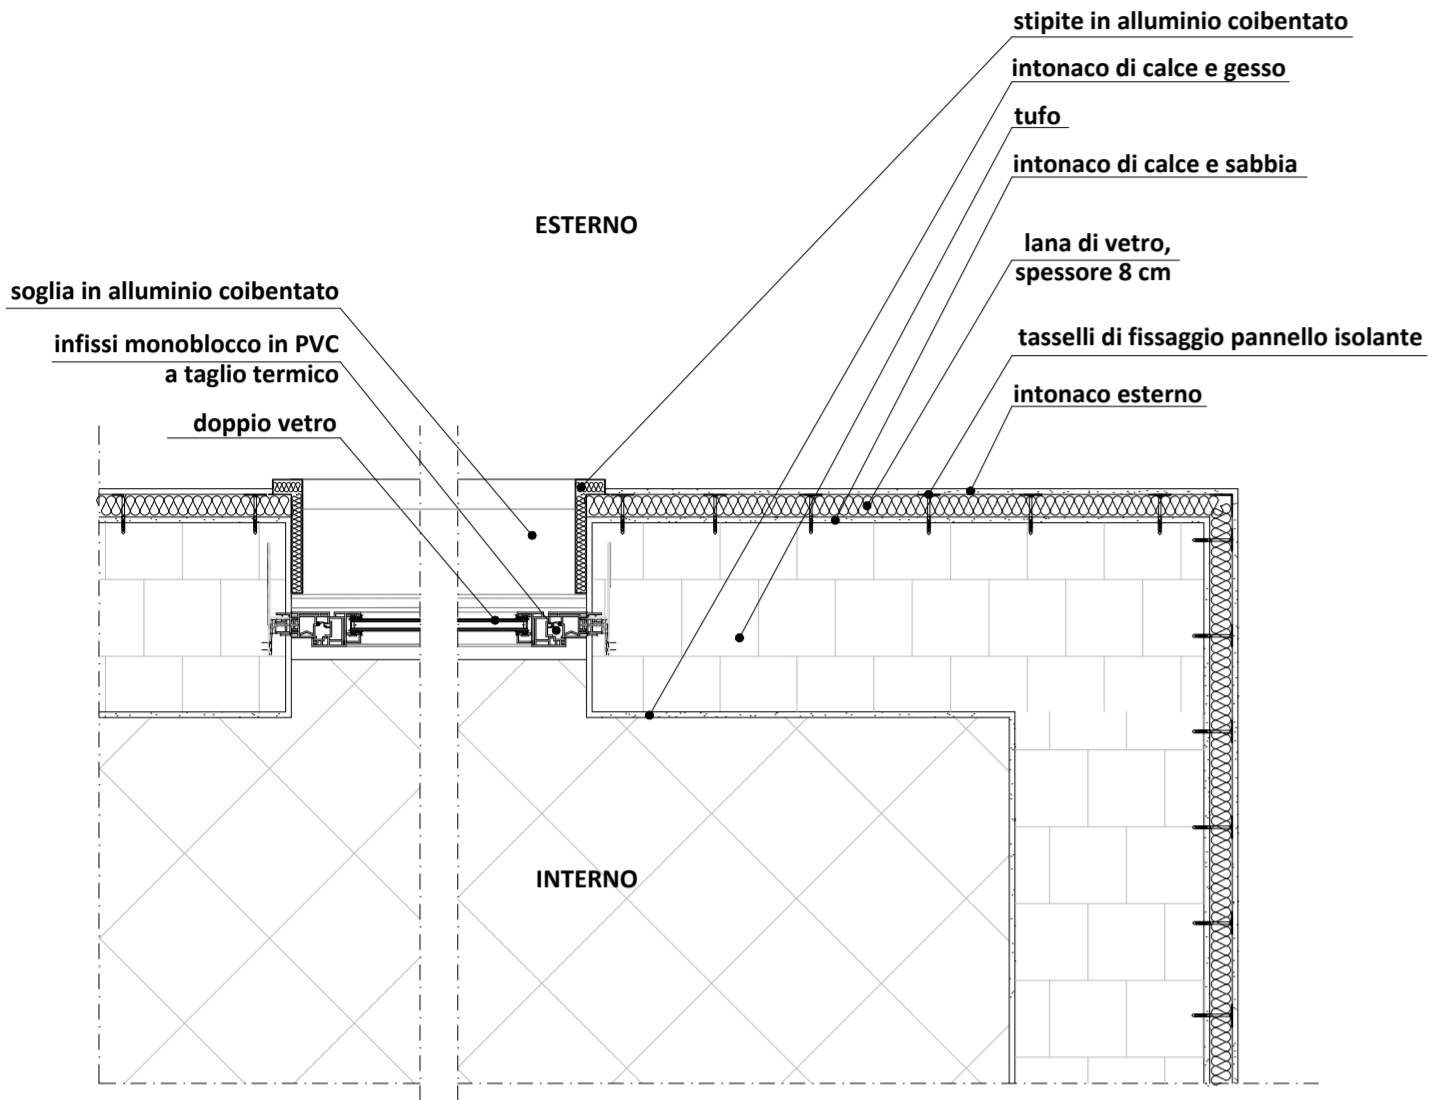 stipite in alluminio coibentato
intonaco di calce e gesso
tufo
intonaco di calce e sabbia
ESTERNO
lana di vetro,
spessore 8 cm
soglia in alluminio coibentato
infissi monoblocco in PVC
a taglio termico
tasselli di fissaggio pannello isolante
intonaco esterno
doppio vetro
INTERNO